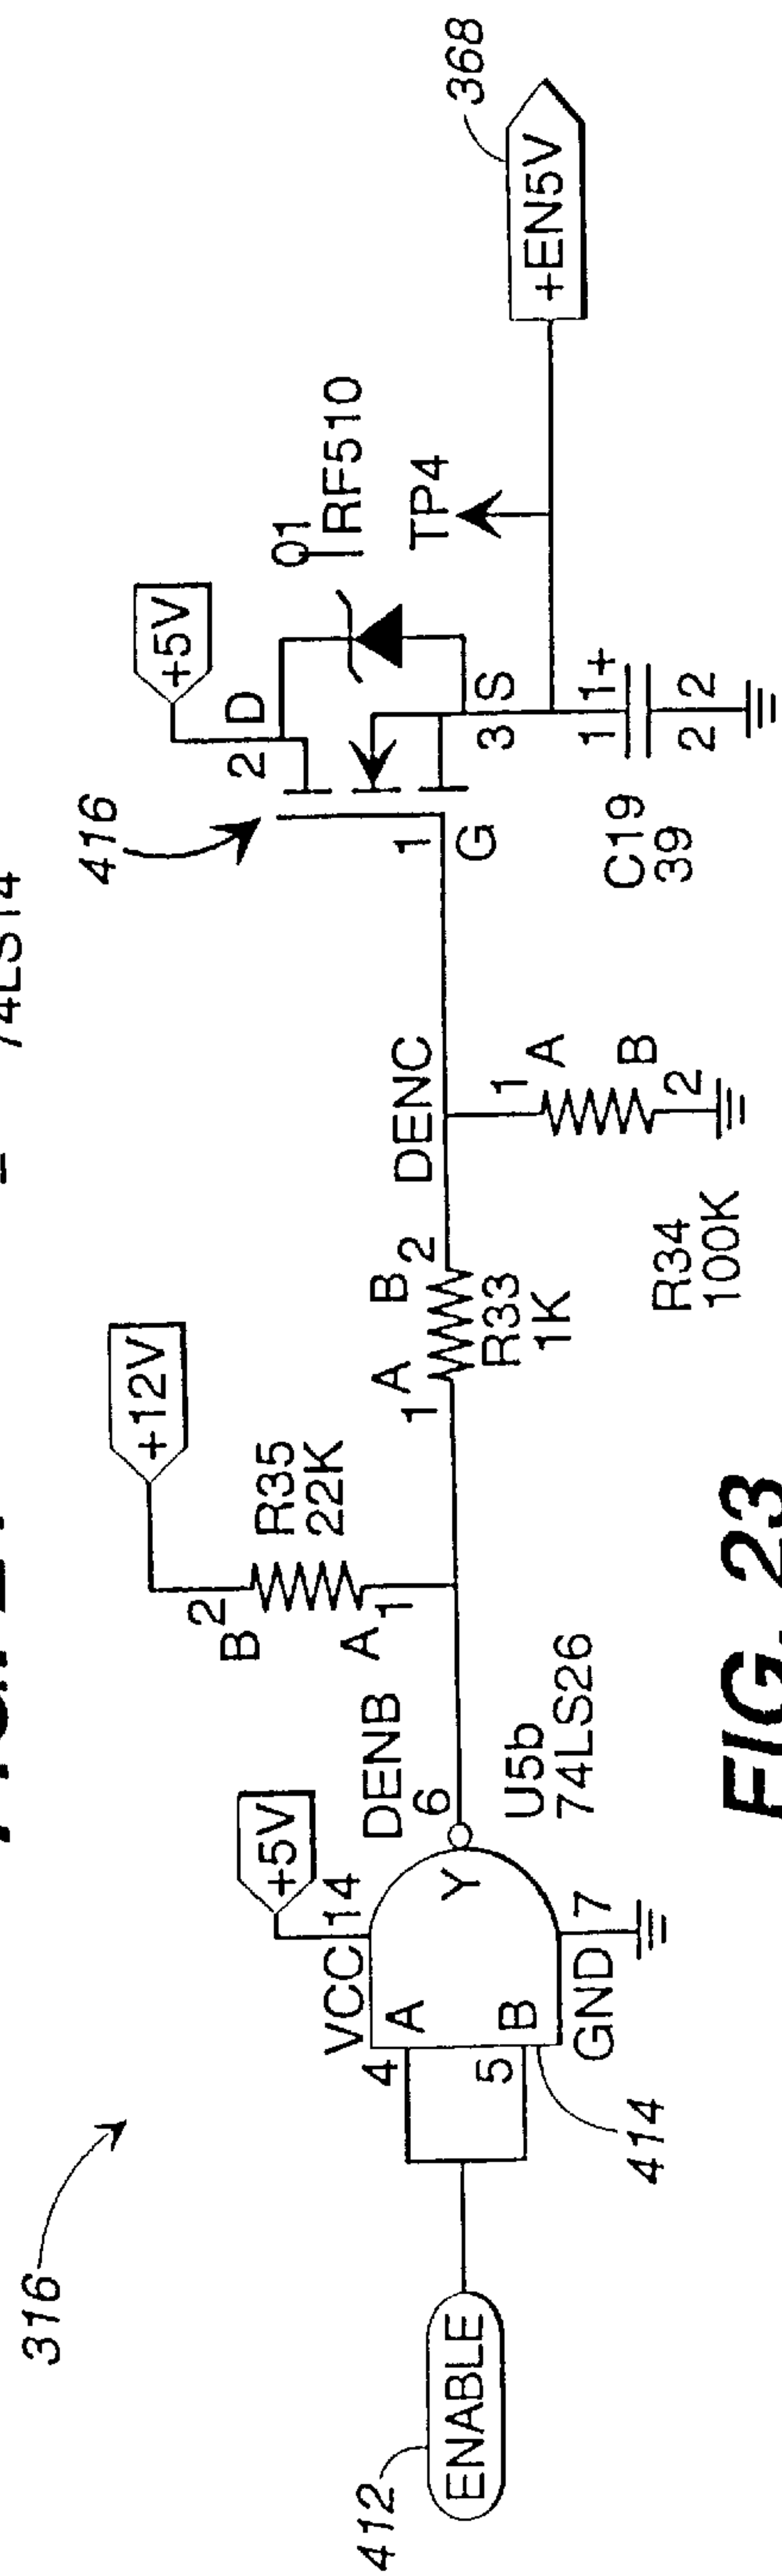 74LS14
316
412
ENABLE
4
5
A
B
Y
VCC
14
+5V
GND
7
414
DENB
6
U5b
74LS26
+12V
2
B
A
1
R35
22K
A
1
B
2
R33
1K
DENC
1
A
B
2
R34
100K
416
1
G
+5V
2
D
3
S
RF510
TP4
1
1+
2
2
C19
39
+EN5V
368
FIG. 23